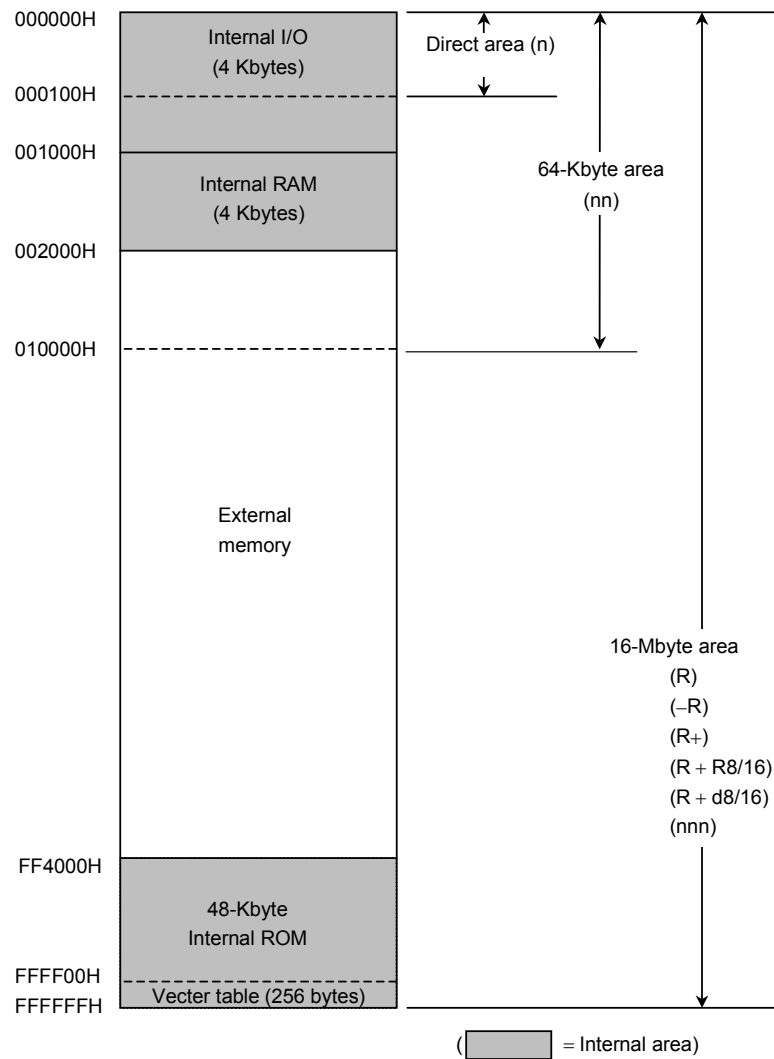 000000H
Internal I/O
(4 Kbytes)
Direct area (n)
000100H
001000H
Internal RAM
(4 Kbytes)
64-Kbyte area
(nn)
002000H
010000H
External
memory
16-Mbyte area
(R)
(−R)
(R+)
(R + R8/16)
(R + d8/16)
(nnn)
FF4000H
48-Kbyte
Internal ROM
FFFF00H
Vecter table (256 bytes)
FFFFFFH
( = Internal area)